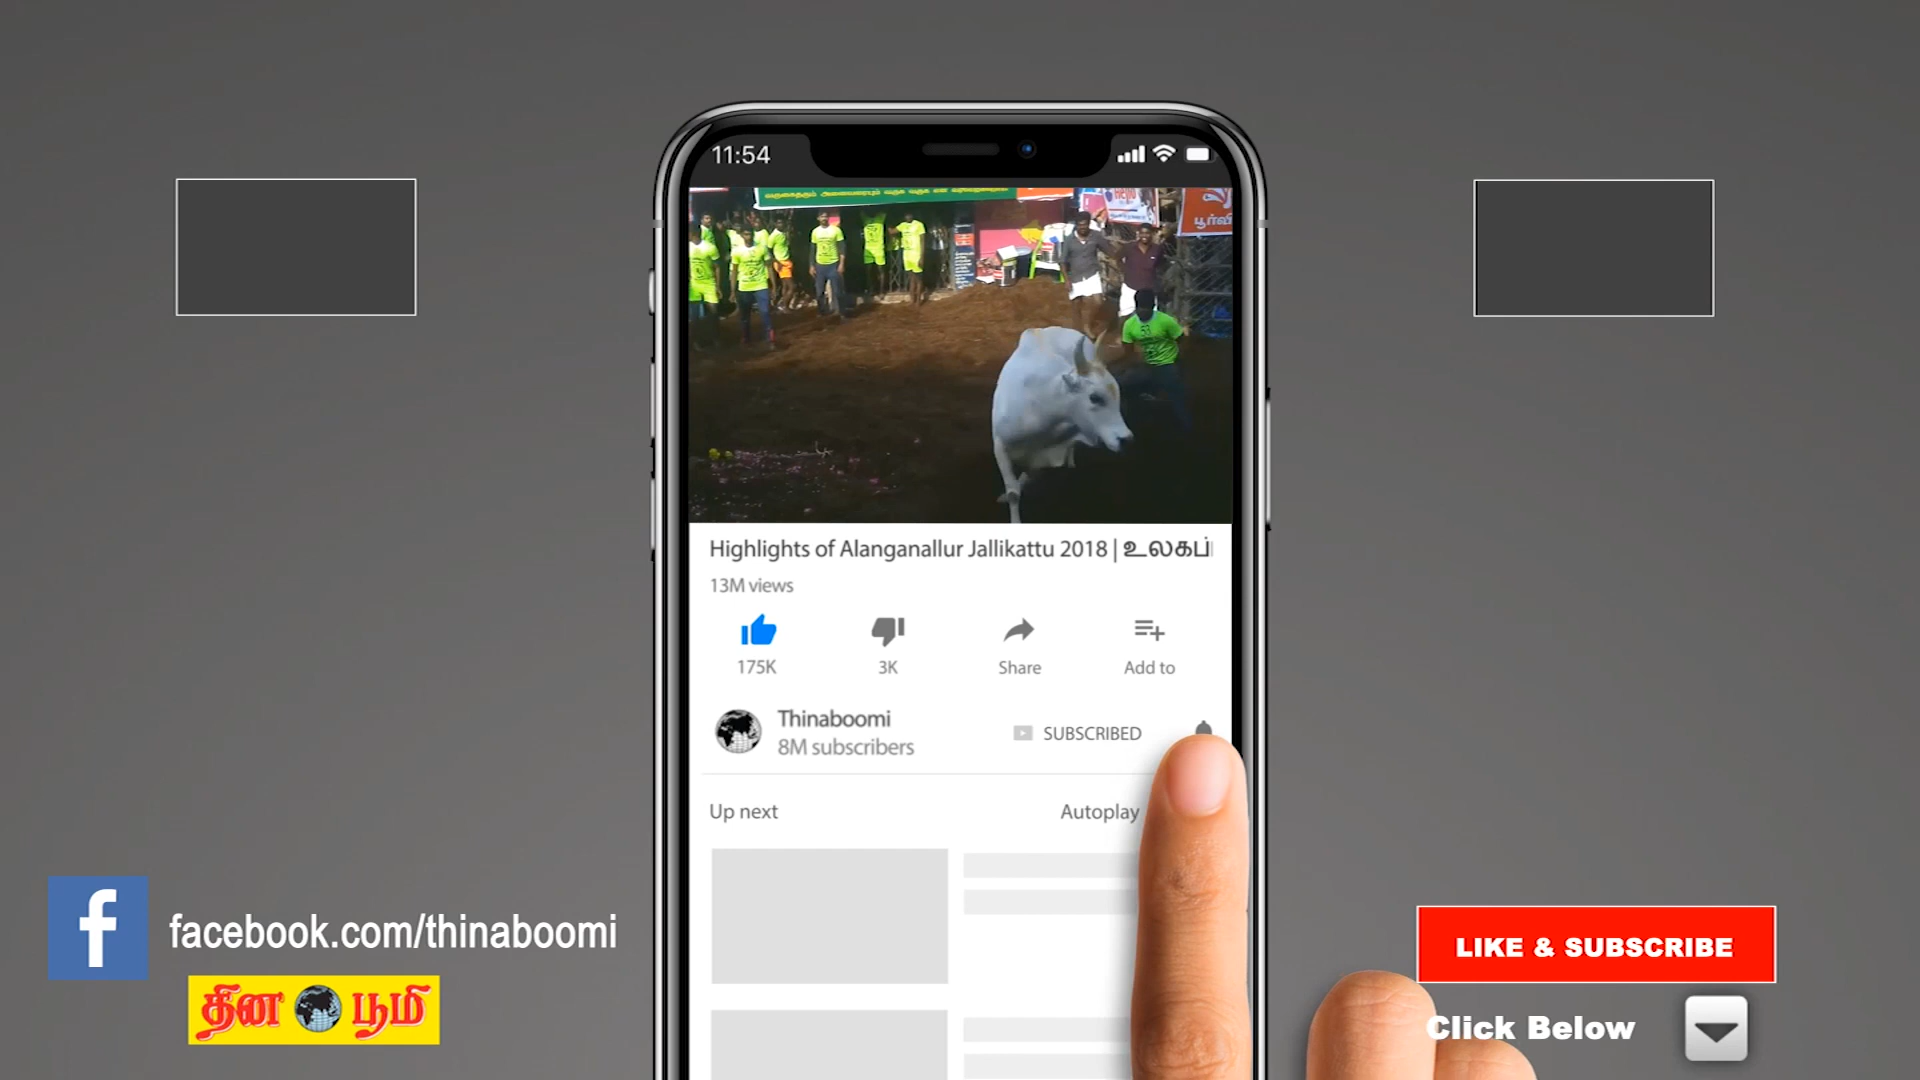 11:54
பூர்வி
Highlights of Alanganallur Jallikattu 2018 | உலகப்
13M views
175K
3K
Share
Add to
Thinaboomi
8M subscribers
SUBSCRIBED
Up next
Autoplay
facebook.com/thinaboomi
தின பூமி
LIKE & SUBSCRIBE
Click Below